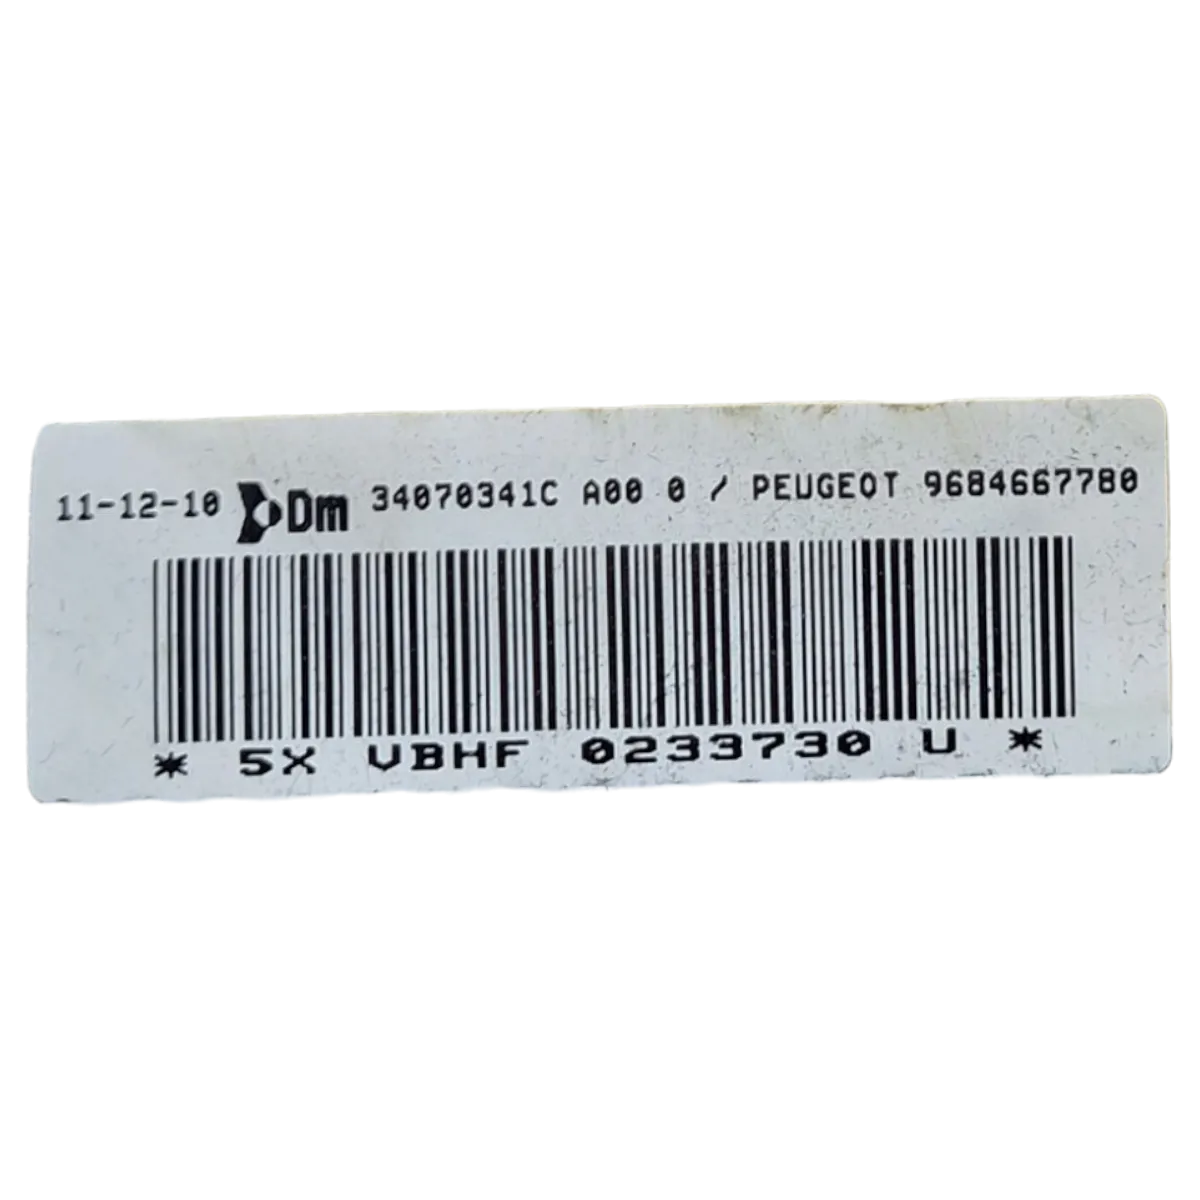 11-12-10 Dm 34070341C A00 0 / PEUGEOT 9684667780
* 5X VBHF 0233730 U *